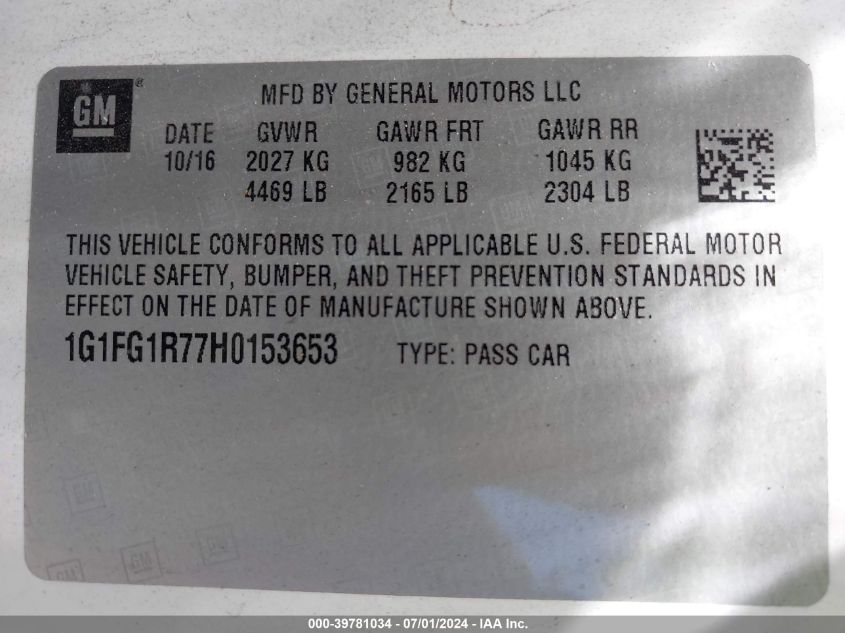 GM ®
MFD BY GENERAL MOTORS LLC
DATE GVWR GAWR FRT GAWR RR
10/16 2027 KG 982 KG 1045 KG
4469 LB 2165 LB 2304 LB
THIS VEHICLE CONFORMS TO ALL APPLICABLE U.S. FEDERAL MOTOR
VEHICLE SAFETY, BUMPER, AND THEFT PREVENTION STANDARDS IN
EFFECT ON THE DATE OF MANUFACTURE SHOWN ABOVE.
1G1FG1R77H0153653 TYPE: PASS CAR
GM
GM
GM
000-39781034 - 07/01/2024 - IAA Inc.